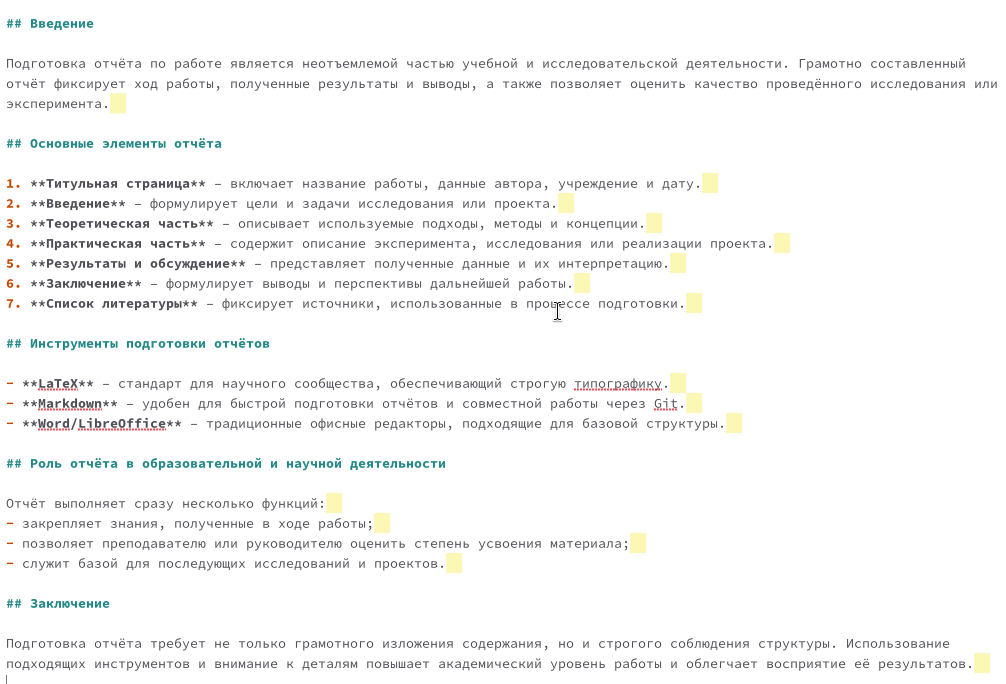 ## Введение
Подготовка отчёта по работе является неотъемлемой частью учебной и исследовательской деятельности. Грамотно составленный
отчёт фиксирует ход работы, полученные результаты и выводы, а также позволяет оценить качество проведённого исследования или
эксперимента.
## Основные элементы отчёта
1. **Титульная страница** – включает название работы, данные автора, учреждение и дату.
2. **Введение** – формулирует цели и задачи исследования или проекта.
3. **Теоретическая часть** – описывает используемые подходы, методы и концепции.
4. **Практическая часть** – содержит описание эксперимента, исследования или реализации проекта.
5. **Результаты и обсуждение** – представляет полученные данные и их интерпретацию.
6. **Заключение** – формулирует выводы и перспективы дальнейшей работы.
7. **Список литературы** – фиксирует источники, использованные в процессе подготовки.
## Инструменты подготовки отчётов
- **LaTeX** – стандарт для научного сообщества, обеспечивающий строгую типографику.
- **Markdown** – удобен для быстрой подготовки отчётов и совместной работы через Git.
- **Word/LibreOffice** – традиционные офисные редакторы, подходящие для базовой структуры.
## Роль отчёта в образовательной и научной деятельности
Отчёт выполняет сразу несколько функций:
- закрепляет знания, полученные в ходе работы;
- позволяет преподавателю или руководителю оценить степень усвоения материала;
- служит базой для последующих исследований и проектов.
## Заключение
Подготовка отчёта требует не только грамотного изложения содержания, но и строгого соблюдения структуры. Использование
подходящих инструментов и внимание к деталям повышает академический уровень работы и облегчает восприятие её результатов.